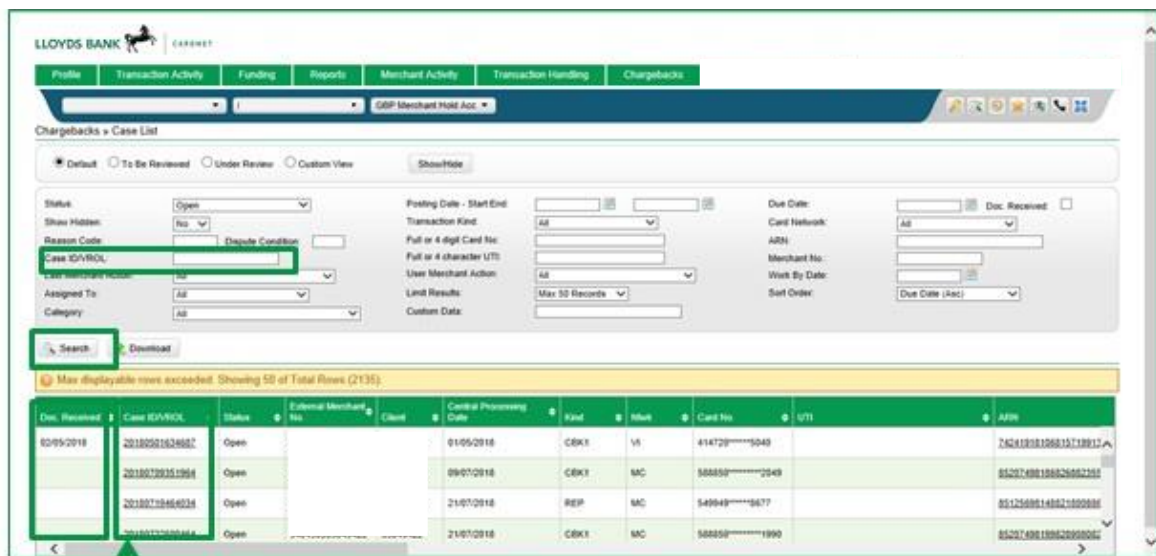 LLOYDS BANK CARDNET
Profile Transaction Activity Funding Reports Merchant Activity Transaction Handling Chargebacks
GBP Merchant Hold Acc.
Chargebacks » Case List
Default To Be Reviewed Under Review Custom View Show/Hide
Status: Open Posting Date - Start End: Due Date: Doc. Received:
Show Hidden: No Transaction Kind: All Card Network: All
Reason Code: Dispute Condition: Full or 4 digit Card No: ARN:
Case ID/VROL: Full or 4 character UTI: Merchant No.:
Last Merchant Action: All User Merchant Action: All Work By Date:
Assigned To: All Limit Results: Max 50 Records Sort Order: Due Date (Asc)
Category: All Custom Data:
Search Download
Max displayable rows exceeded. Showing 50 of Total Rows (2135).
Doc. Received Case ID/VROL Status External Merchant No. Client Central Processing Date Kind Ntwk Card No. UTI ARN
02/05/2018 Open 01/05/2018 CBK1 VI 414720******5040
Open 09/07/2018 CBK1 MC
Open 21/07/2018 REP MC 549949******8677
Open 21/07/2018 CBK1 MC